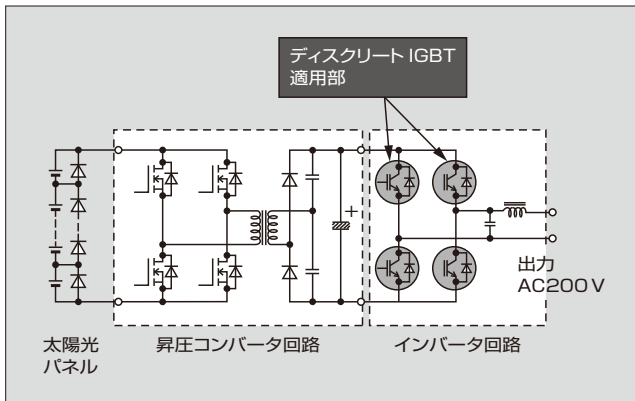 ディスクリート IGBT
適用部
+
出力
AC200 V
太陽光
パネル
昇圧コンバータ回路
インバータ回路